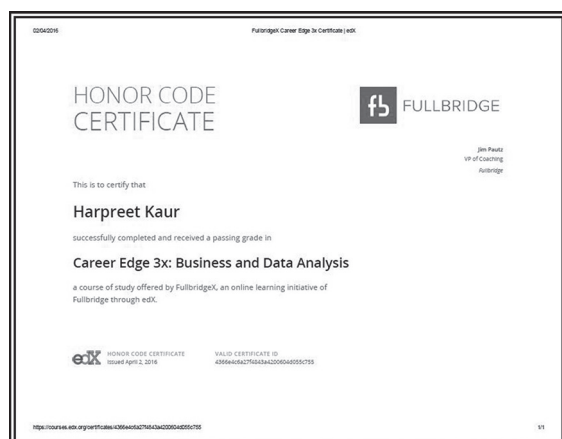 02/04/2016
FullbridgeX Career Edge 3x Certificate | edX
HONOR CODE
CERTIFICATE
fb FULLBRIDGE
Jim Pautz
VP of Coaching
Fullbridge
This is to certify that
Harpreet Kaur
successfully completed and received a passing grade in
Career Edge 3x: Business and Data Analysis
a course of study offered by FullbridgeX, an online learning initiative of
Fullbridge through edX.
edX
HONOR CODE CERTIFICATE
Issued April 2, 2016
VALID CERTIFICATE ID
1/1